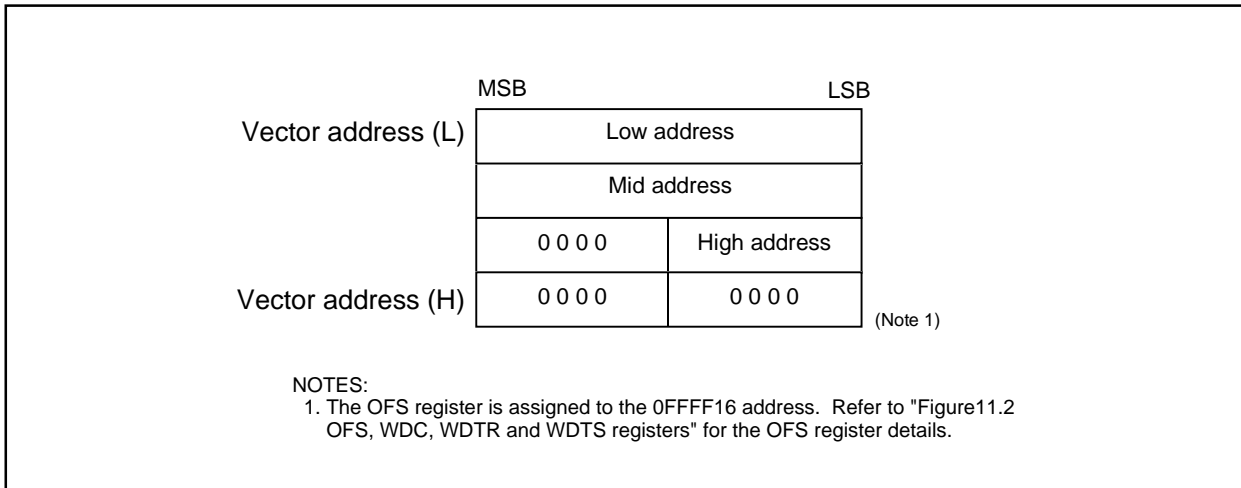 MSB LSB
Vector address (L) Low address
Mid address
0 0 0 0 High address
Vector address (H) 0 0 0 0 0 0 0 0
(Note 1)
NOTES:
1. The OFS register is assigned to the 0FFFF16 address. Refer to "Figure11.2
OFS, WDC, WDTR and WDTS registers" for the OFS register details.